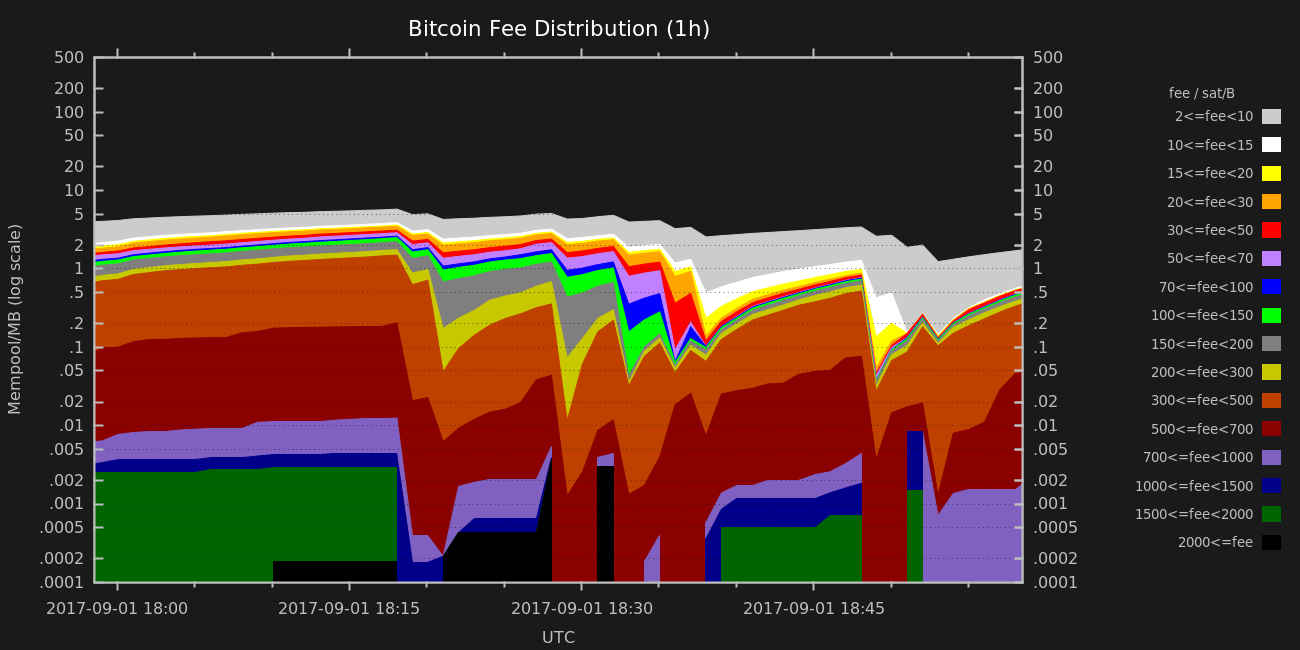 Bitcoin Fee Distribution (1h)
500
200
100
50
20
10
5
2
1
.5
.2
.1
.05
.02
.01
.005
.002
.001
.0005
.0002
.0001
Mempool/MB (log scale)
500
200
100
50
20
10
5
2
1
.5
.2
.1
.05
.02
.01
.005
.002
.001
.0005
.0002
.0001
2017-09-01 18:00
2017-09-01 18:15
2017-09-01 18:30
2017-09-01 18:45
UTC
fee / sat/B
2<=fee<10
10<=fee<15
15<=fee<20
20<=fee<30
30<=fee<50
50<=fee<70
70<=fee<100
100<=fee<150
150<=fee<200
200<=fee<300
300<=fee<500
500<=fee<700
700<=fee<1000
1000<=fee<1500
1500<=fee<2000
2000<=fee